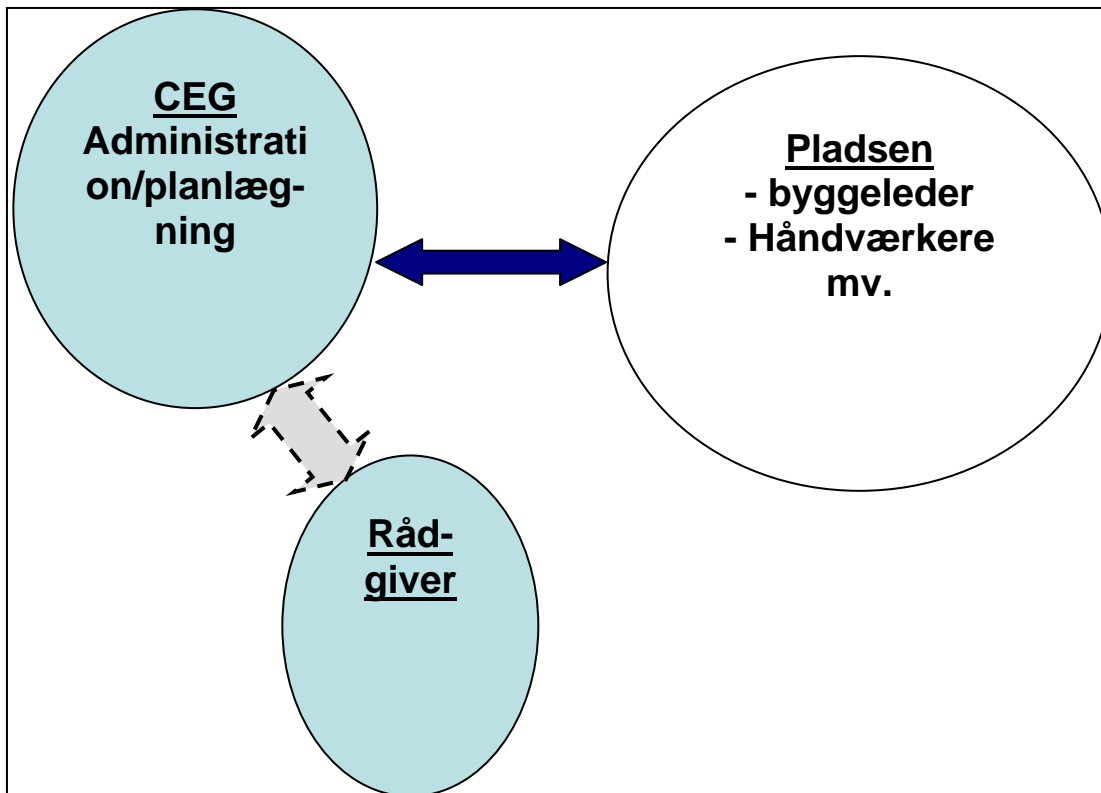 CEG
Administrati
on/planlæg-
ning
Pladsen
- byggeleder
- Håndværkere
mv.
Råd-
giver